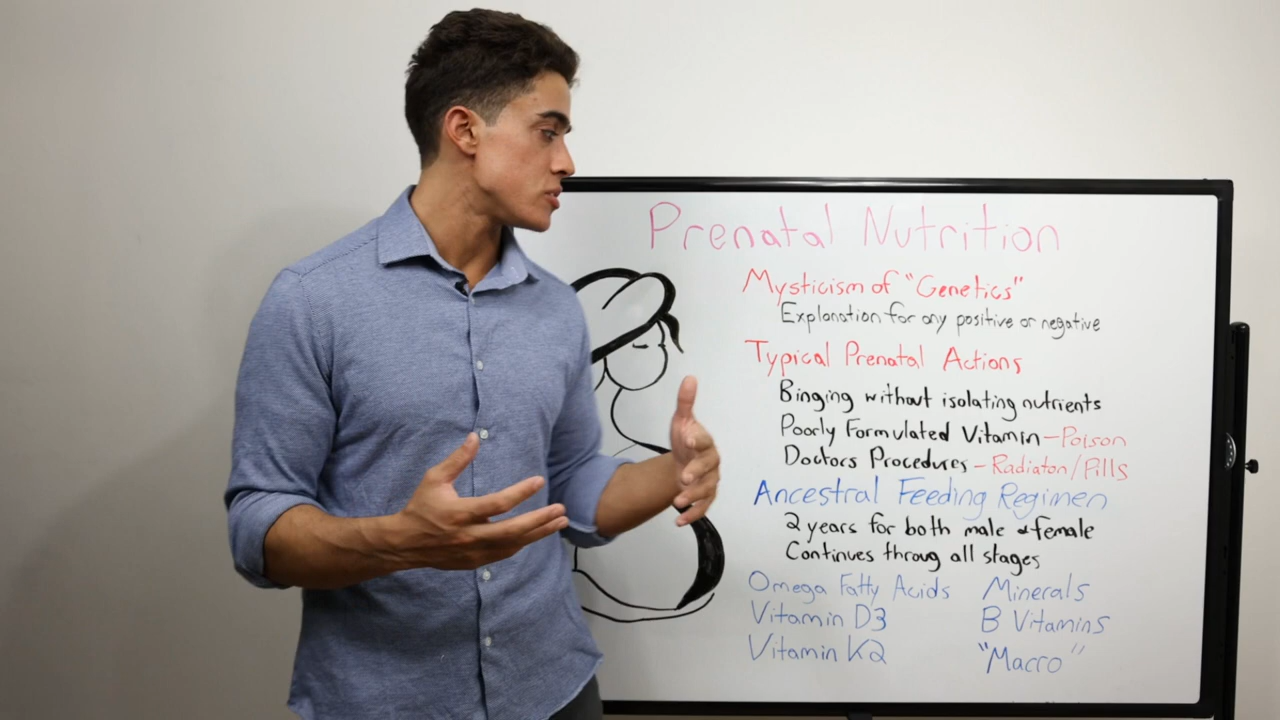 Prenatal Nutrition
Mysticism of "Genetics"
Explanation for any positive or negative
Typical Prenatal Actions
Binging without isolating nutrients
Poorly Formulated Vitamin - Poison
Doctors Procedures - Radiaton/Pills
Ancestral Feeding Regimen
2 years for both male & female
Continues throug all stages
Omega Fatty Acids Minerals
Vitamin D3 B Vitamins
Vitamin K2 "Macro"